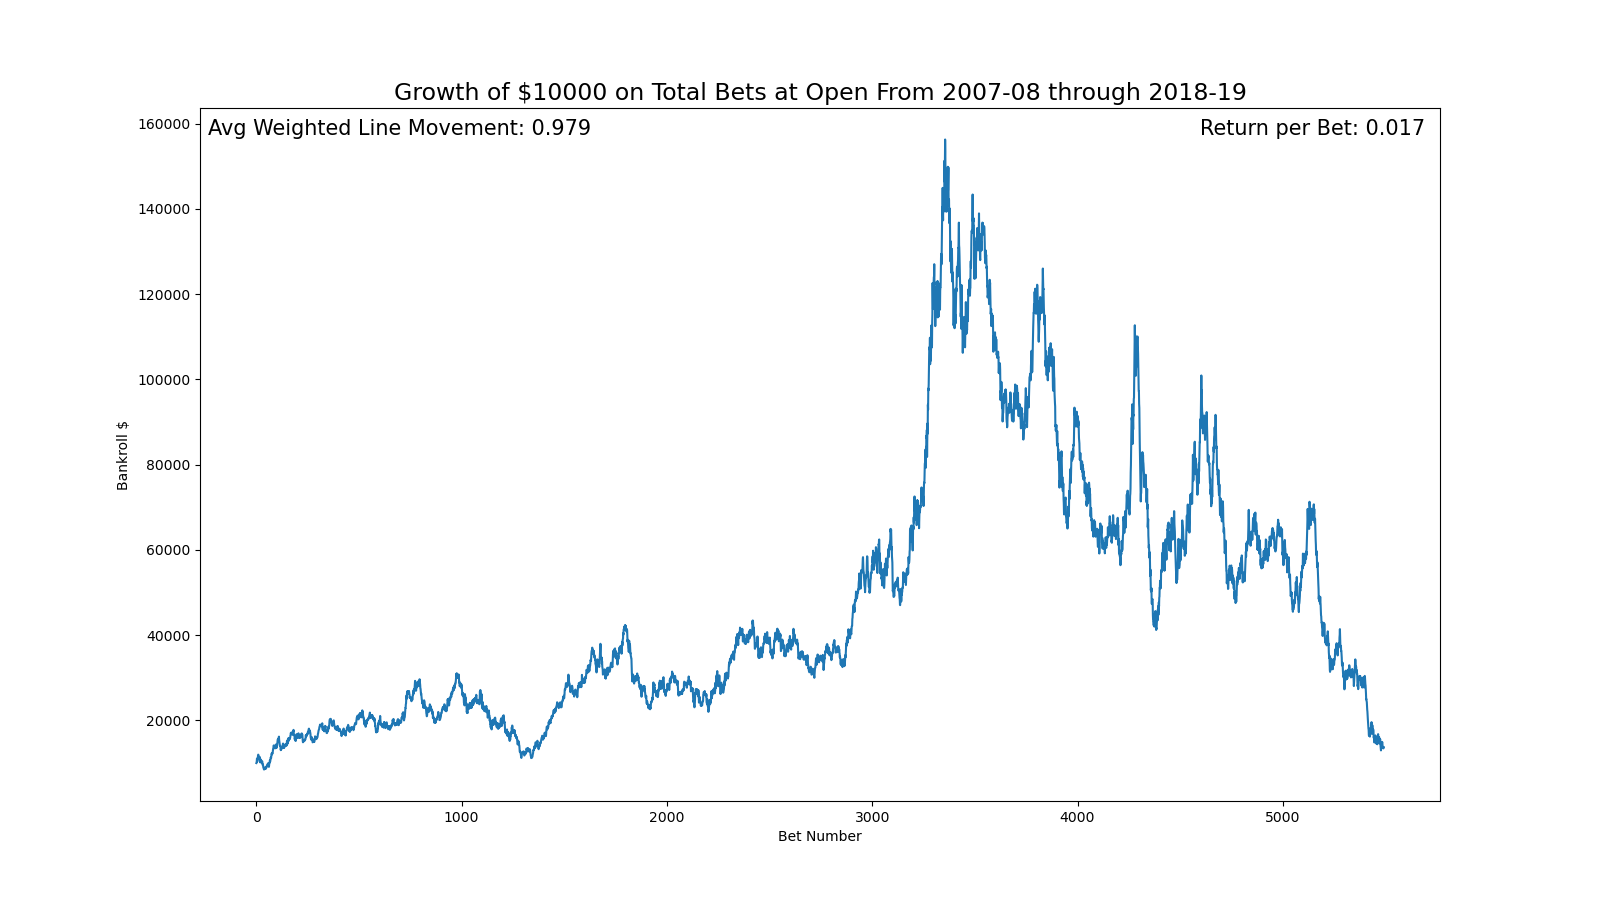 Growth of $10000 on Total Bets at Open From 2007-08 through 2018-19
Avg Weighted Line Movement: 0.979
Return per Bet: 0.017
160000
140000
120000
100000
80000
60000
40000
20000
Bankroll $
0
1000
2000
3000
4000
5000
Bet Number